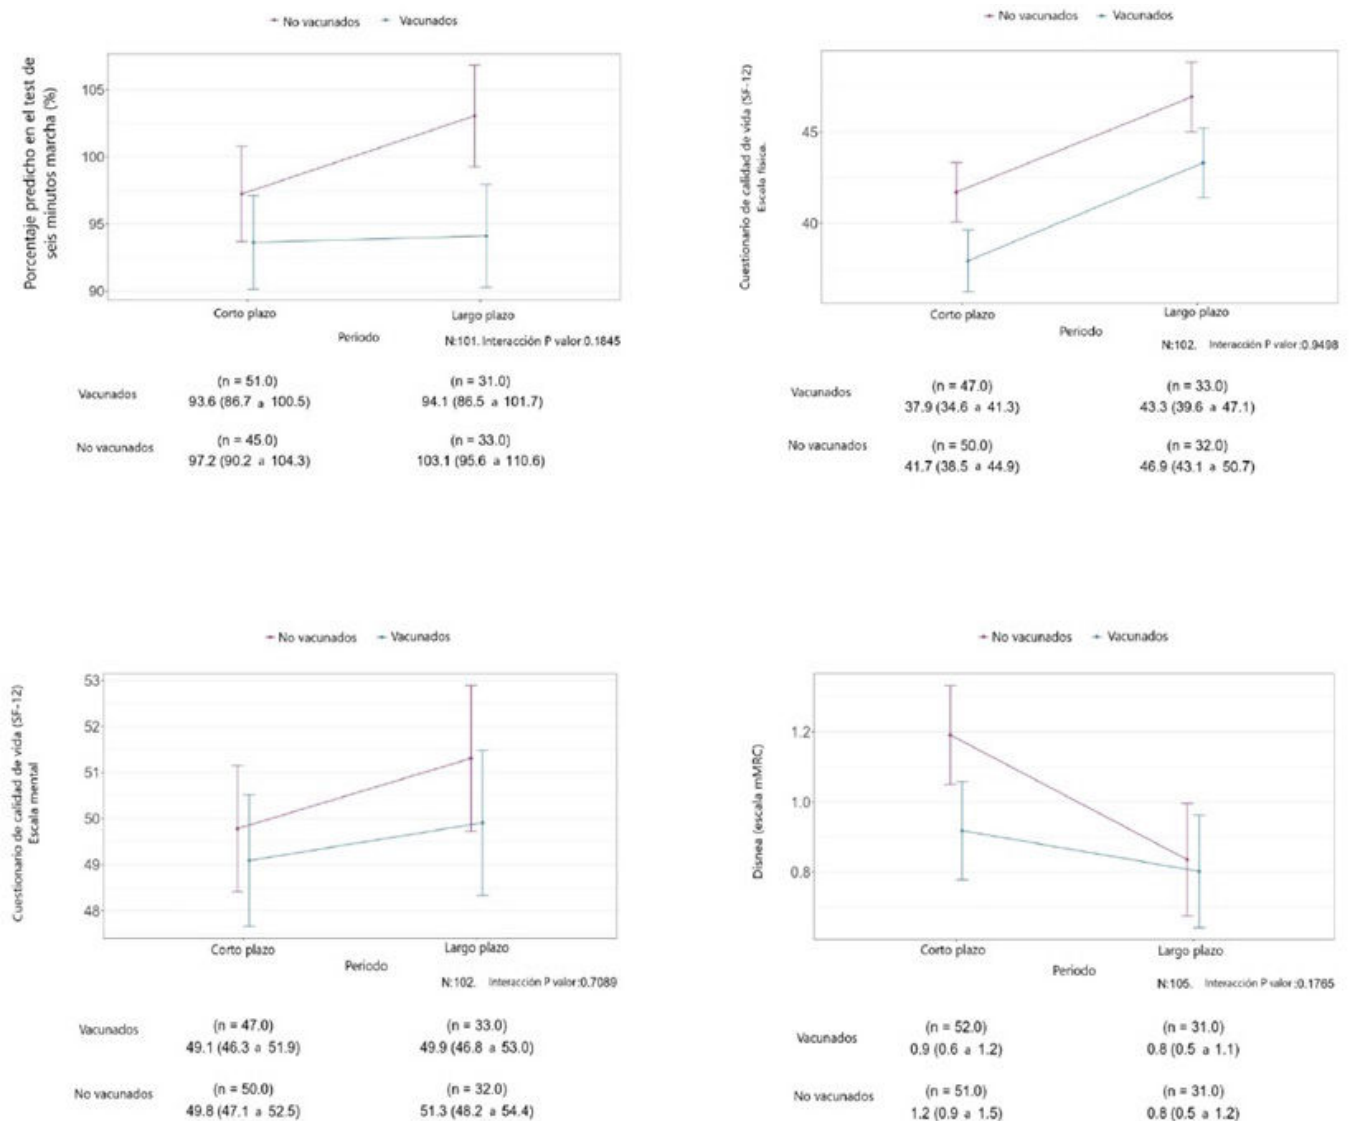 No vacunados Vacunados
Porcentaje predicho en el test de
seis minutos marcha (%)
105
100
95
90
Corto plazo Largo plazo
Periodo
N:101. Interacción P valor:0.1845
(n = 51.0) (n = 31.0)
Vacunados
93.6 (86.7 a 100.5) 94.1 (86.5 a 101.7)
(n = 45.0) (n = 33.0)
No vacunados
97.2 (90.2 a 104.3) 103.1 (95.6 a 110.6)
No vacunados Vacunados
Cuestionario de calidad de vida (SF-12)
Escala física.
45
40
Corto plazo Largo plazo
Periodo
N:102. Interacción P valor:0.9498
(n = 47.0) (n = 33.0)
Vacunados
37.9 (34.6 a 41.3) 43.3 (39.6 a 47.1)
(n = 50.0) (n = 32.0)
No vacunados
41.7 (38.5 a 44.9) 46.9 (43.1 a 50.7)
No vacunados Vacunados
Cuestionario de calidad de vida (SF-12)
Escala mental
53
52
51
50
49
48
Corto plazo Largo plazo
Periodo
N:102. Interacción P valor:0.7089
(n = 47.0) (n = 33.0)
Vacunados
49.1 (46.3 a 51.9) 49.9 (46.8 a 53.0)
(n = 50.0) (n = 32.0)
No vacunados
49.8 (47.1 a 52.5) 51.3 (48.2 a 54.4)
No vacunados Vacunados
Disnea (escala mMRC)
1.2
1.0
0.8
Corto plazo Largo plazo
Periodo
N:105. Interacción P valor:0.1765
(n = 52.0) (n = 31.0)
Vacunados
0.9 (0.6 a 1.2) 0.8 (0.5 a 1.1)
(n = 51.0) (n = 31.0)
No vacunados
1.2 (0.9 a 1.5) 0.8 (0.5 a 1.2)